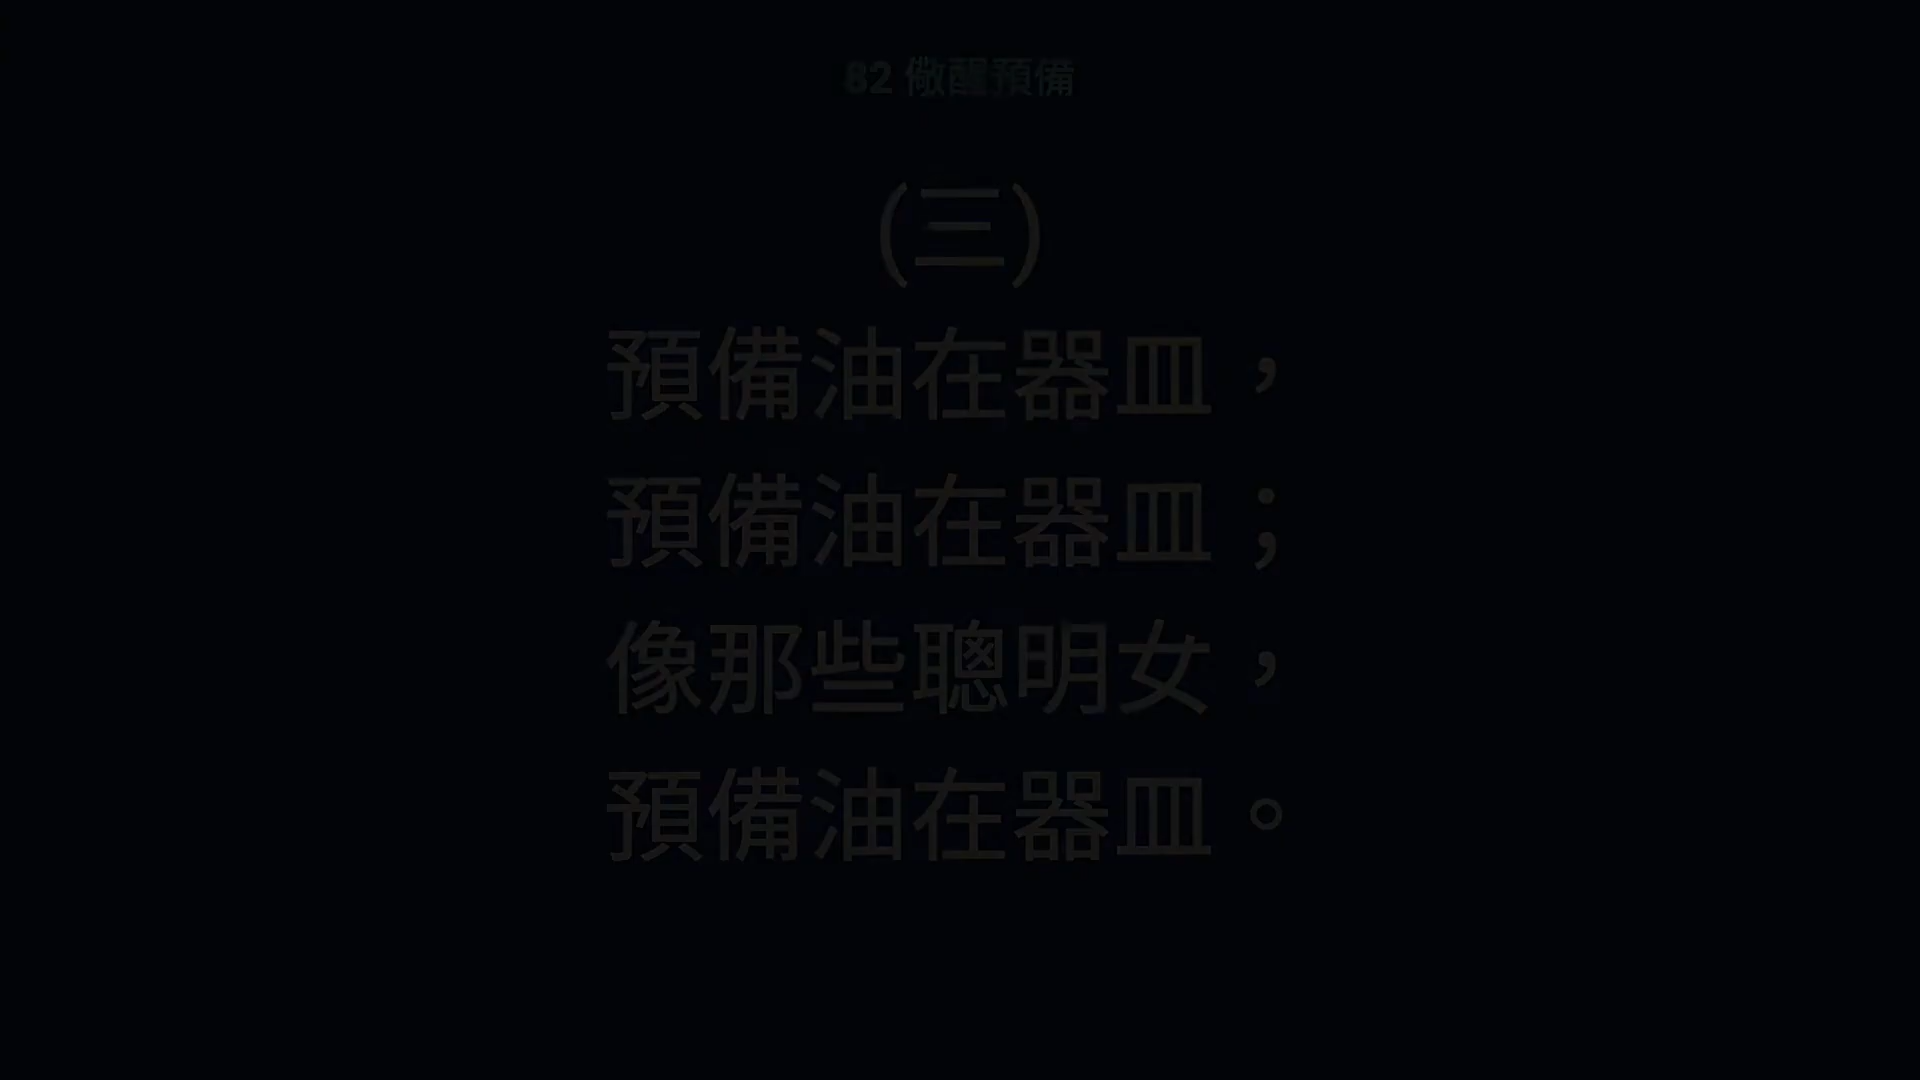 82 儆醒預備
(三)
預備油在器皿，
預備油在器皿；
像那些聰明女，
預備油在器皿。